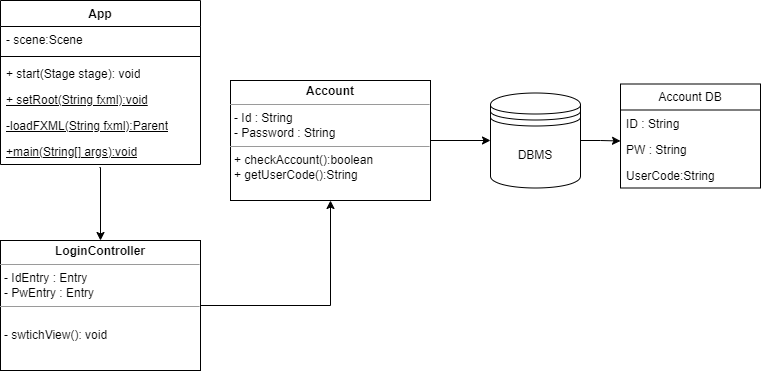 App
- scene:Scene
+ start(Stage stage): void
+ setRoot(String fxml):void
-loadFXML(String fxml):Parent
+main(String[] args):void
LoginController
- IdEntry : Entry
- PwEntry : Entry
- swtichView(): void
Account
- Id : String
- Password : String
+ checkAccount():boolean
+ getUserCode():String
DBMS
Account DB
ID : String
PW : String
UserCode:String